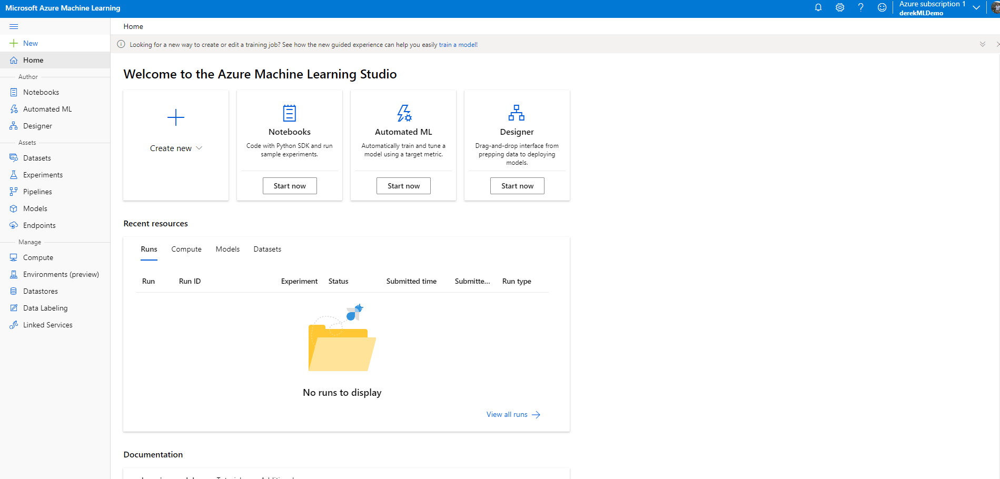 Microsoft Azure Machine Learning
Azure subscription 1
derekMLDemo
New
Home
Author
Notebooks
Automated ML
Designer
Assets
Datasets
Experiments
Pipelines
Models
Endpoints
Manage
Compute
Environments (preview)
Datastores
Data Labeling
Linked Services
Home
Looking for a new way to create or edit a training job? See how the new guided experience can help you easily train a model!
Welcome to the Azure Machine Learning Studio
Create new
Notebooks
Code with Python SDK and run
sample experiments.
Start now
Automated ML
Automatically train and tune a
model using a target metric.
Start now
Designer
Drag-and-drop interface from
prepping data to deploying
models.
Start now
Recent resources
Runs Compute Models Datasets
Run Run ID Experiment Status Submitted time Submitte... Run type
No runs to display
View all runs
Documentation